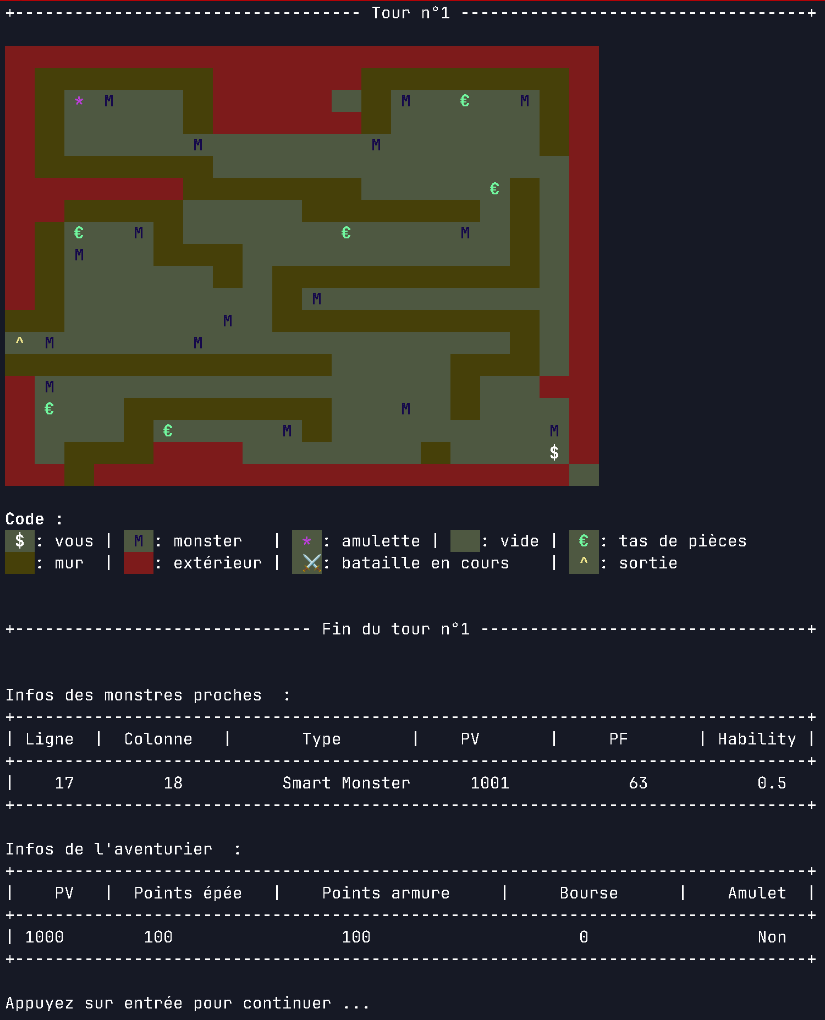 +------------------------------- Tour n°1 -------------------------------+
* M M € M
M M
€
€ M € M
M
M
M
^ M M
M
€ M
€ M M
$
Code :
$ : vous | M : monster | * : amulette | : vide | € : tas de pièces
: mur | : extérieur | ⚔ : bataille en cours | ^ : sortie
+------------------------------ Fin du tour n°1 ---------------------------------+
Infos des monstres proches :
| Ligne | Colonne | Type | PV | PF | Hability |
| 17 18 Smart Monster 1001 63 0.5
Infos de l'aventurier :
| PV | Points épée | Points armure | Bourse | Amulet |
| 1000 100 100 0 Non
Appuyez sur entrée pour continuer ...